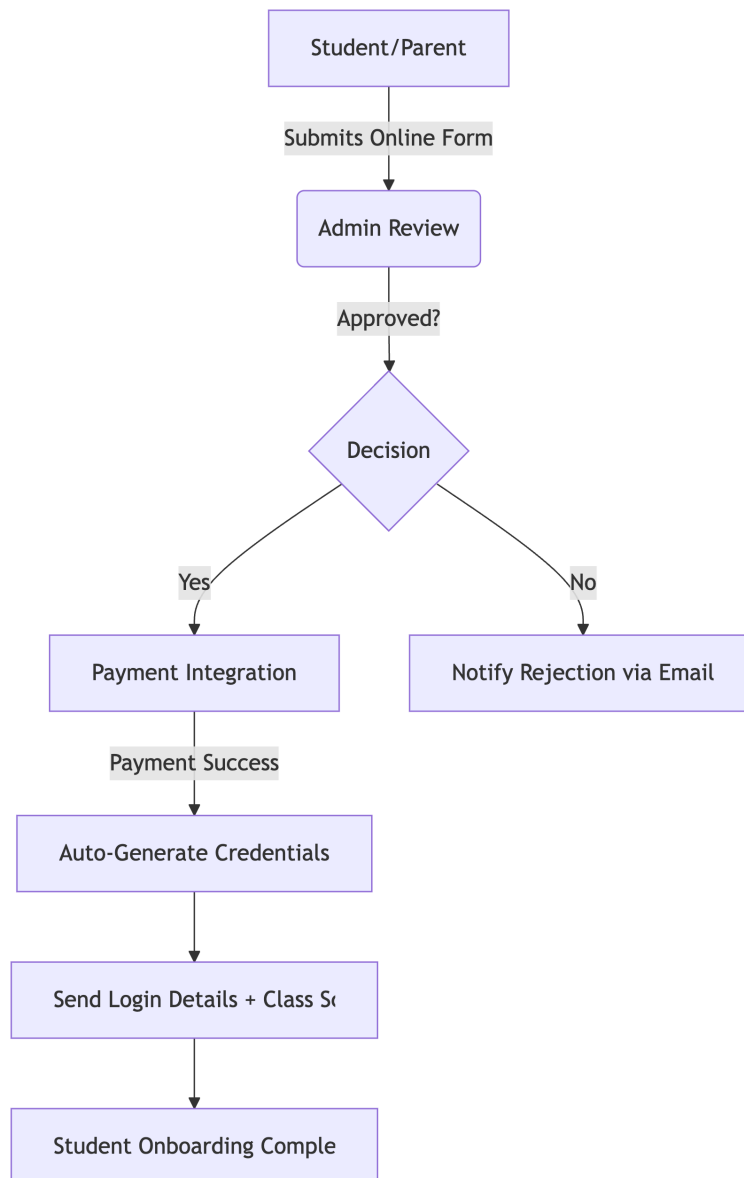 Student/Parent
Submits Online Form
Admin Review
Approved?
Decision
Yes
No
Payment Integration
Notify Rejection via Email
Payment Success
Auto-Generate Credentials
Send Login Details + Class
Student Onboarding